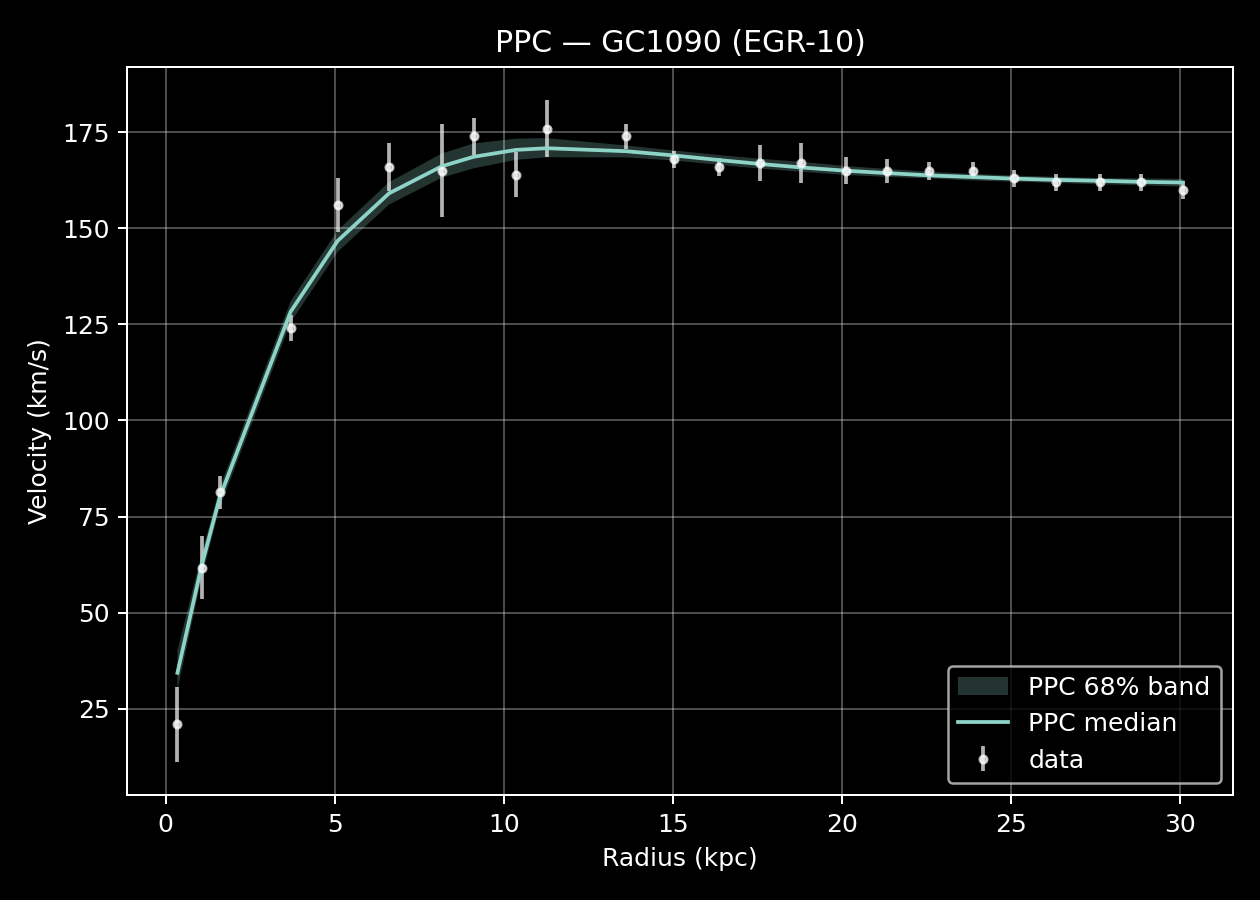 PPC — GC1090 (EGR-10)
175
150
125
100
75
50
25
Velocity (km/s)
PPC 68% band
PPC median
data
0 5 10 15 20 25 30
Radius (kpc)